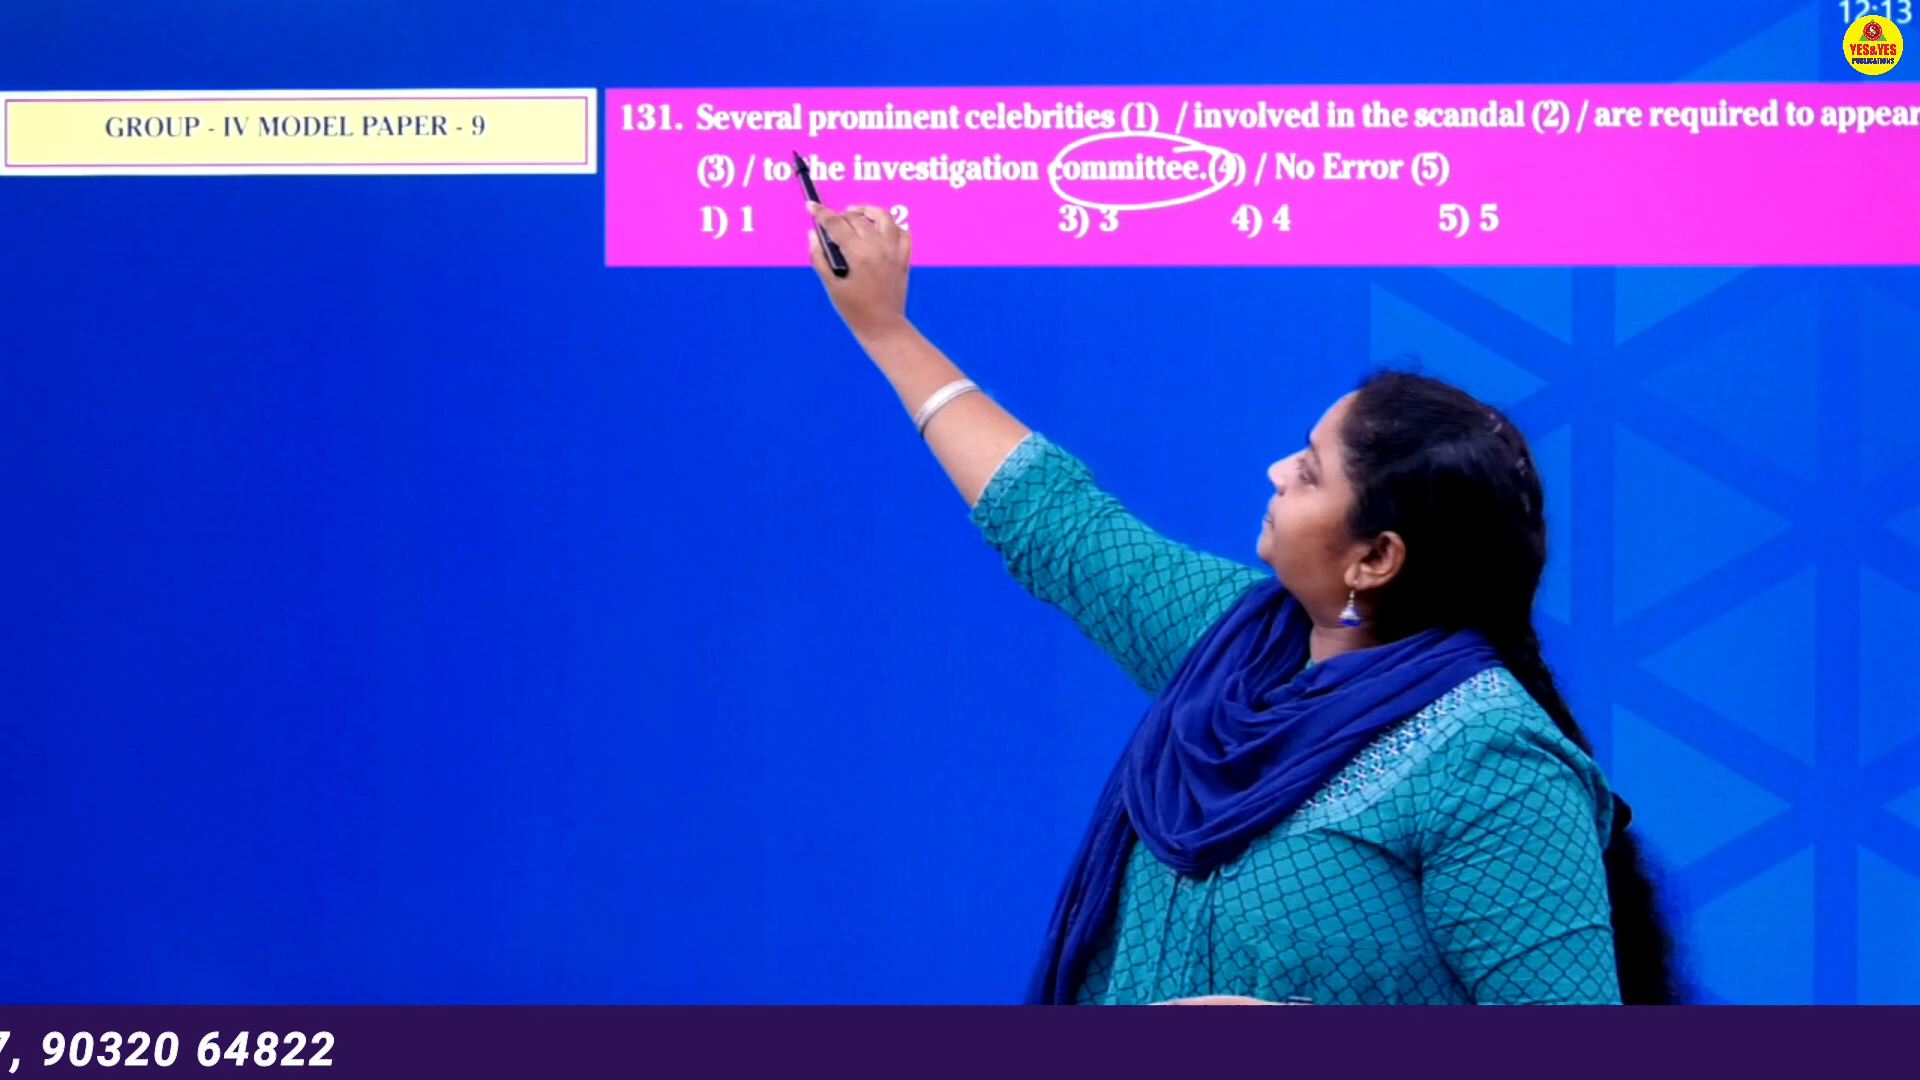 12:13
YES&YES
PUBLICATIONS
GROUP - IV MODEL PAPER - 9
131. Several prominent celebrities (1) / involved in the scandal (2) / are required to appear
(3) / to the investigation committee.(4) / No Error (5)
1) 1 2 3) 3 4) 4 5) 5
7, 90320 64822